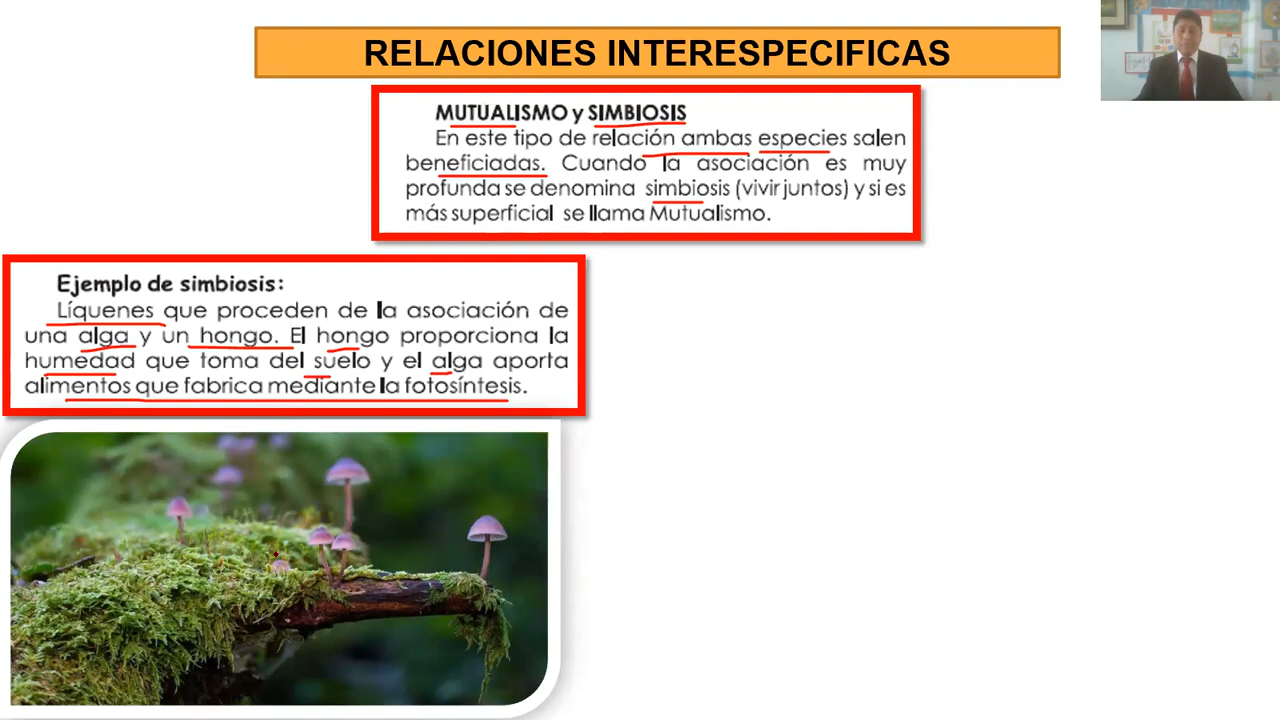 RELACIONES INTERESPECIFICAS
MUTUALISMO y SIMBIOSIS
En este tipo de relación ambas especies salen
beneficiadas. Cuando la asociación es muy
profunda se denomina simbiosis (vivir juntos) y si es
más superficial se llama Mutualismo.
Ejemplo de simbiosis:
Líquenes que proceden de la asociación de
una alga y un hongo. El hongo proporciona la
humedad que toma del suelo y el alga aporta
alimentos que fabrica mediante la fotosíntesis.